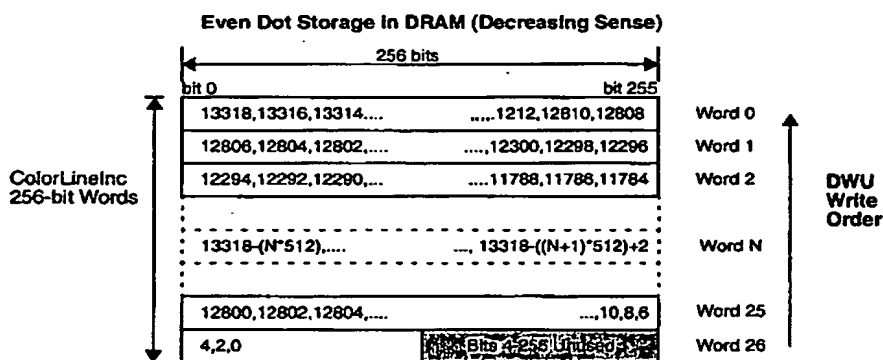 Even Dot Storage in DRAM (Decreasing Sense)
256 bits
bit 0 bit 255
13318,13316,13314.... .....1212,12810,12808 Word 0
12806,12804,12802,.... ....,12300,12298,12296 Word 1
12294,12292,12290,... ....11788,11786,11784 Word 2
ColorLineInc
256-bit Words
DWU
Write
Order
13318-(N*512),.... ..., 13318-((N+1)*512)+2 Word N
12800,12802,12804,.... ...,10,8,6 Word 25
4,2,0 Bits 4-255 Unused Word 26